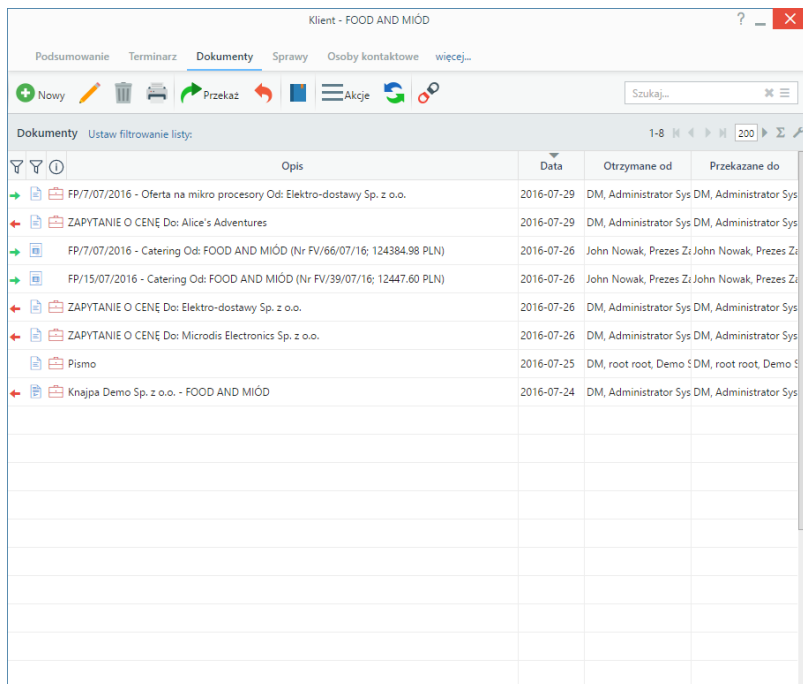 Klient - FOOD AND MIÓD
?
Podsumowanie Terminarz Dokumenty Sprawy Osoby kontaktowe więcej...
Nowy Przekaż Akcje Szukaj...
Dokumenty Ustaw filtrowanie listy: 1-8 200 Σ
Opis Data Otrzymane od Przekazane do
FP/7/07/2016 - Oferta na mikro procesory Od: Elektro-dostawy Sp. z o.o. 2016-07-29 DM, Administrator Sys DM, Administrator Sys
ZAPYTANIE O CENĘ Do: Alice's Adventures 2016-07-29 DM, Administrator Sys DM, Administrator Sys
FP/7/07/2016 - Catering Od: FOOD AND MIÓD (Nr FV/66/07/16; 124384.98 PLN) 2016-07-26 John Nowak, Prezes Za John Nowak, Prezes Za
FP/15/07/2016 - Catering Od: FOOD AND MIÓD (Nr FV/39/07/16; 12447.60 PLN) 2016-07-26 John Nowak, Prezes Za John Nowak, Prezes Za
ZAPYTANIE O CENĘ Do: Elektro-dostawy Sp. z o.o. 2016-07-26 DM, Administrator Sys DM, Administrator Sys
ZAPYTANIE O CENĘ Do: Microdis Electronics Sp. z o.o. 2016-07-26 DM, Administrator Sys DM, Administrator Sys
Pismo 2016-07-25 DM, root root, Demo S DM, root root, Demo S
Knajpa Demo Sp. z o.o. - FOOD AND MIÓD 2016-07-24 DM, Administrator Sys DM, Administrator Sys